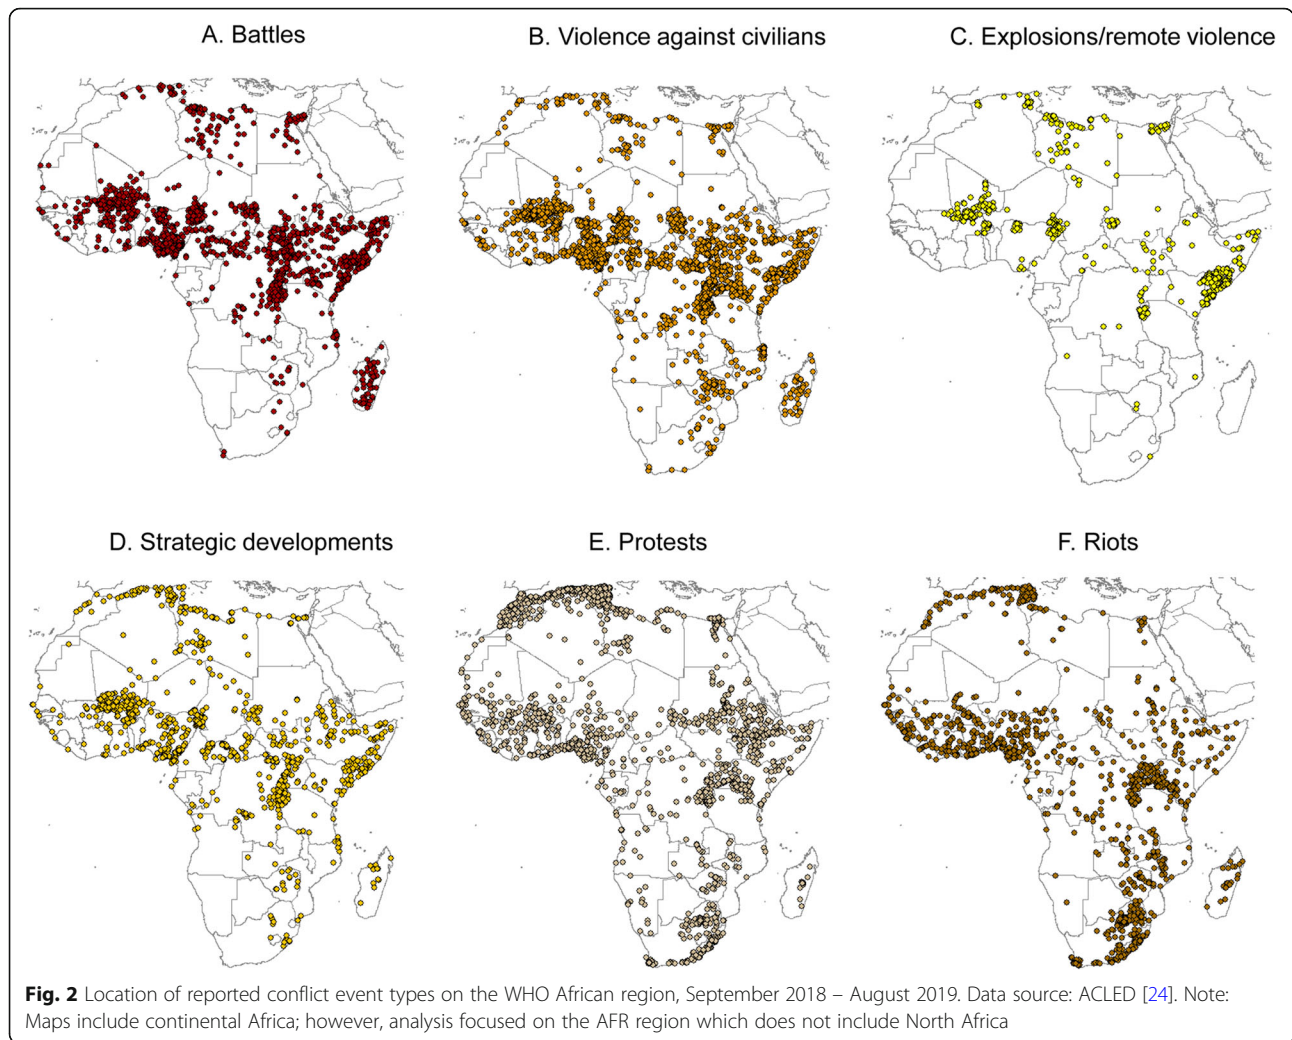 A. Battles
B. Violence against civilians
C. Explosions/remote violence
D. Strategic developments
E. Protests
F. Riots
Fig. 2 Location of reported conflict event types on the WHO African region, September 2018 – August 2019. Data source: ACLED [24]. Note:
Maps include continental Africa; however, analysis focused on the AFR region which does not include North Africa